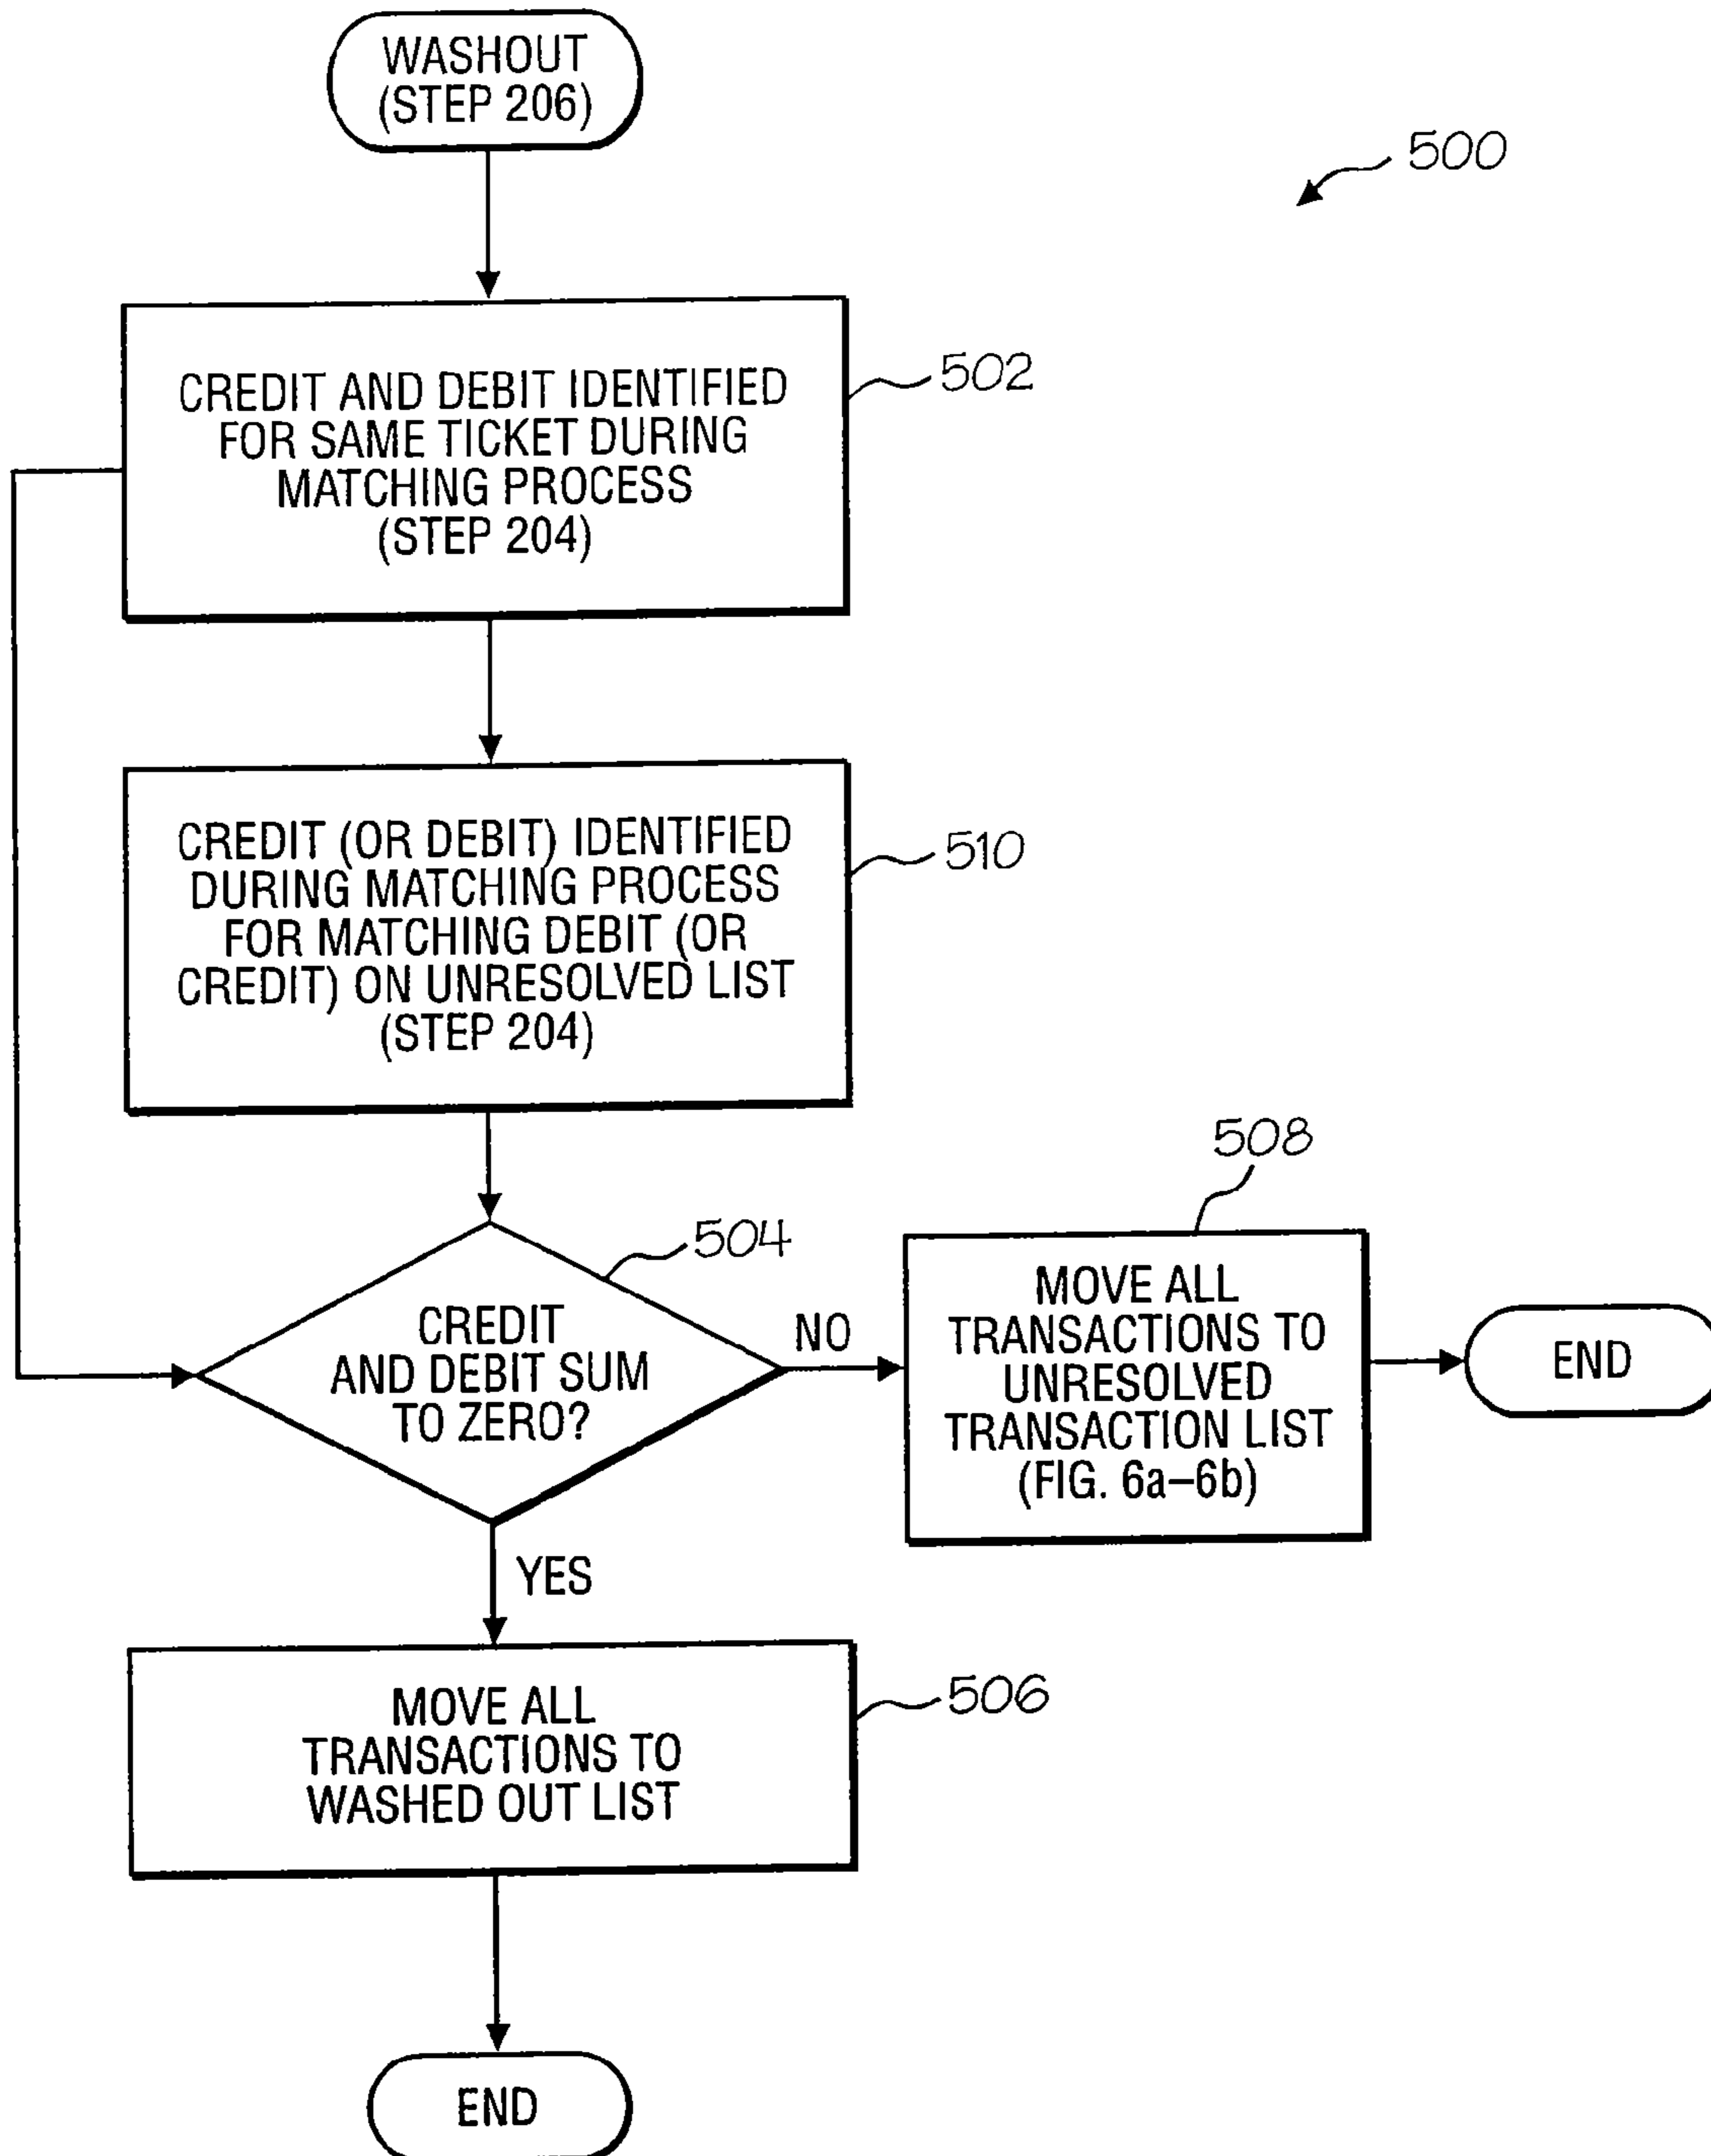 WASHOUT
(STEP 206)
500
CREDIT AND DEBIT IDENTIFIED
FOR SAME TICKET DURING
MATCHING PROCESS
(STEP 204)
502
CREDIT (OR DEBIT) IDENTIFIED
DURING MATCHING PROCESS
FOR MATCHING DEBIT (OR
CREDIT) ON UNRESOLVED LIST
(STEP 204)
510
CREDIT
AND DEBIT SUM
TO ZERO?
504
NO
508
MOVE ALL
TRANSACTIONS TO
UNRESOLVED
TRANSACTION LIST
(FIG. 6a–6b)
END
YES
MOVE ALL
TRANSACTIONS TO
WASHED OUT LIST
506
END